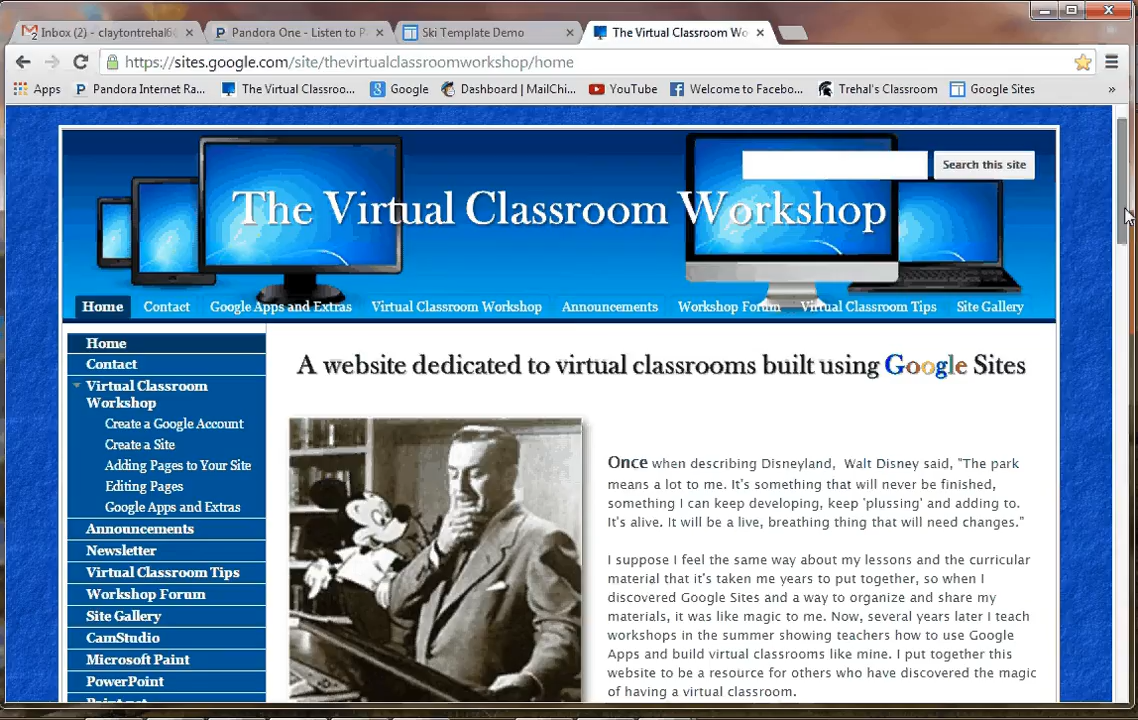 Inbox (2) - claytontrehal6
Pandora One - Listen to P
Ski Template Demo
The Virtual Classroom Wo
https://sites.google.com/site/thevirtualclassroomworkshop/home
Apps
Pandora Internet Ra...
The Virtual Classroo...
Google
Dashboard | MailChi...
YouTube
Welcome to Facebo...
Trehal's Classroom
Google Sites
»
Search this site
The Virtual Classroom Workshop
Home
Contact
Google Apps and Extras
Virtual Classroom Workshop
Announcements
Workshop Forum
Virtual Classroom Tips
Site Gallery
Home
Contact
Virtual Classroom
Workshop
Create a Google Account
Create a Site
Adding Pages to Your Site
Editing Pages
Google Apps and Extras
Announcements
Newsletter
Virtual Classroom Tips
Workshop Forum
Site Gallery
CamStudio
Microsoft Paint
PowerPoint
A website dedicated to virtual classrooms built using Google Sites
Once when describing Disneyland, Walt Disney said, "The park
means a lot to me. It's something that will never be finished,
something I can keep developing, keep 'plussing' and adding to.
It's alive. It will be a live, breathing thing that will need changes."
I suppose I feel the same way about my lessons and the curricular
material that it's taken me years to put together, so when I
discovered Google Sites and a way to organize and share my
materials, it was like magic to me. Now, several years later I teach
workshops in the summer showing teachers how to use Google
Apps and build virtual classrooms like mine. I put together this
website to be a resource for others who have discovered the magic
of having a virtual classroom.